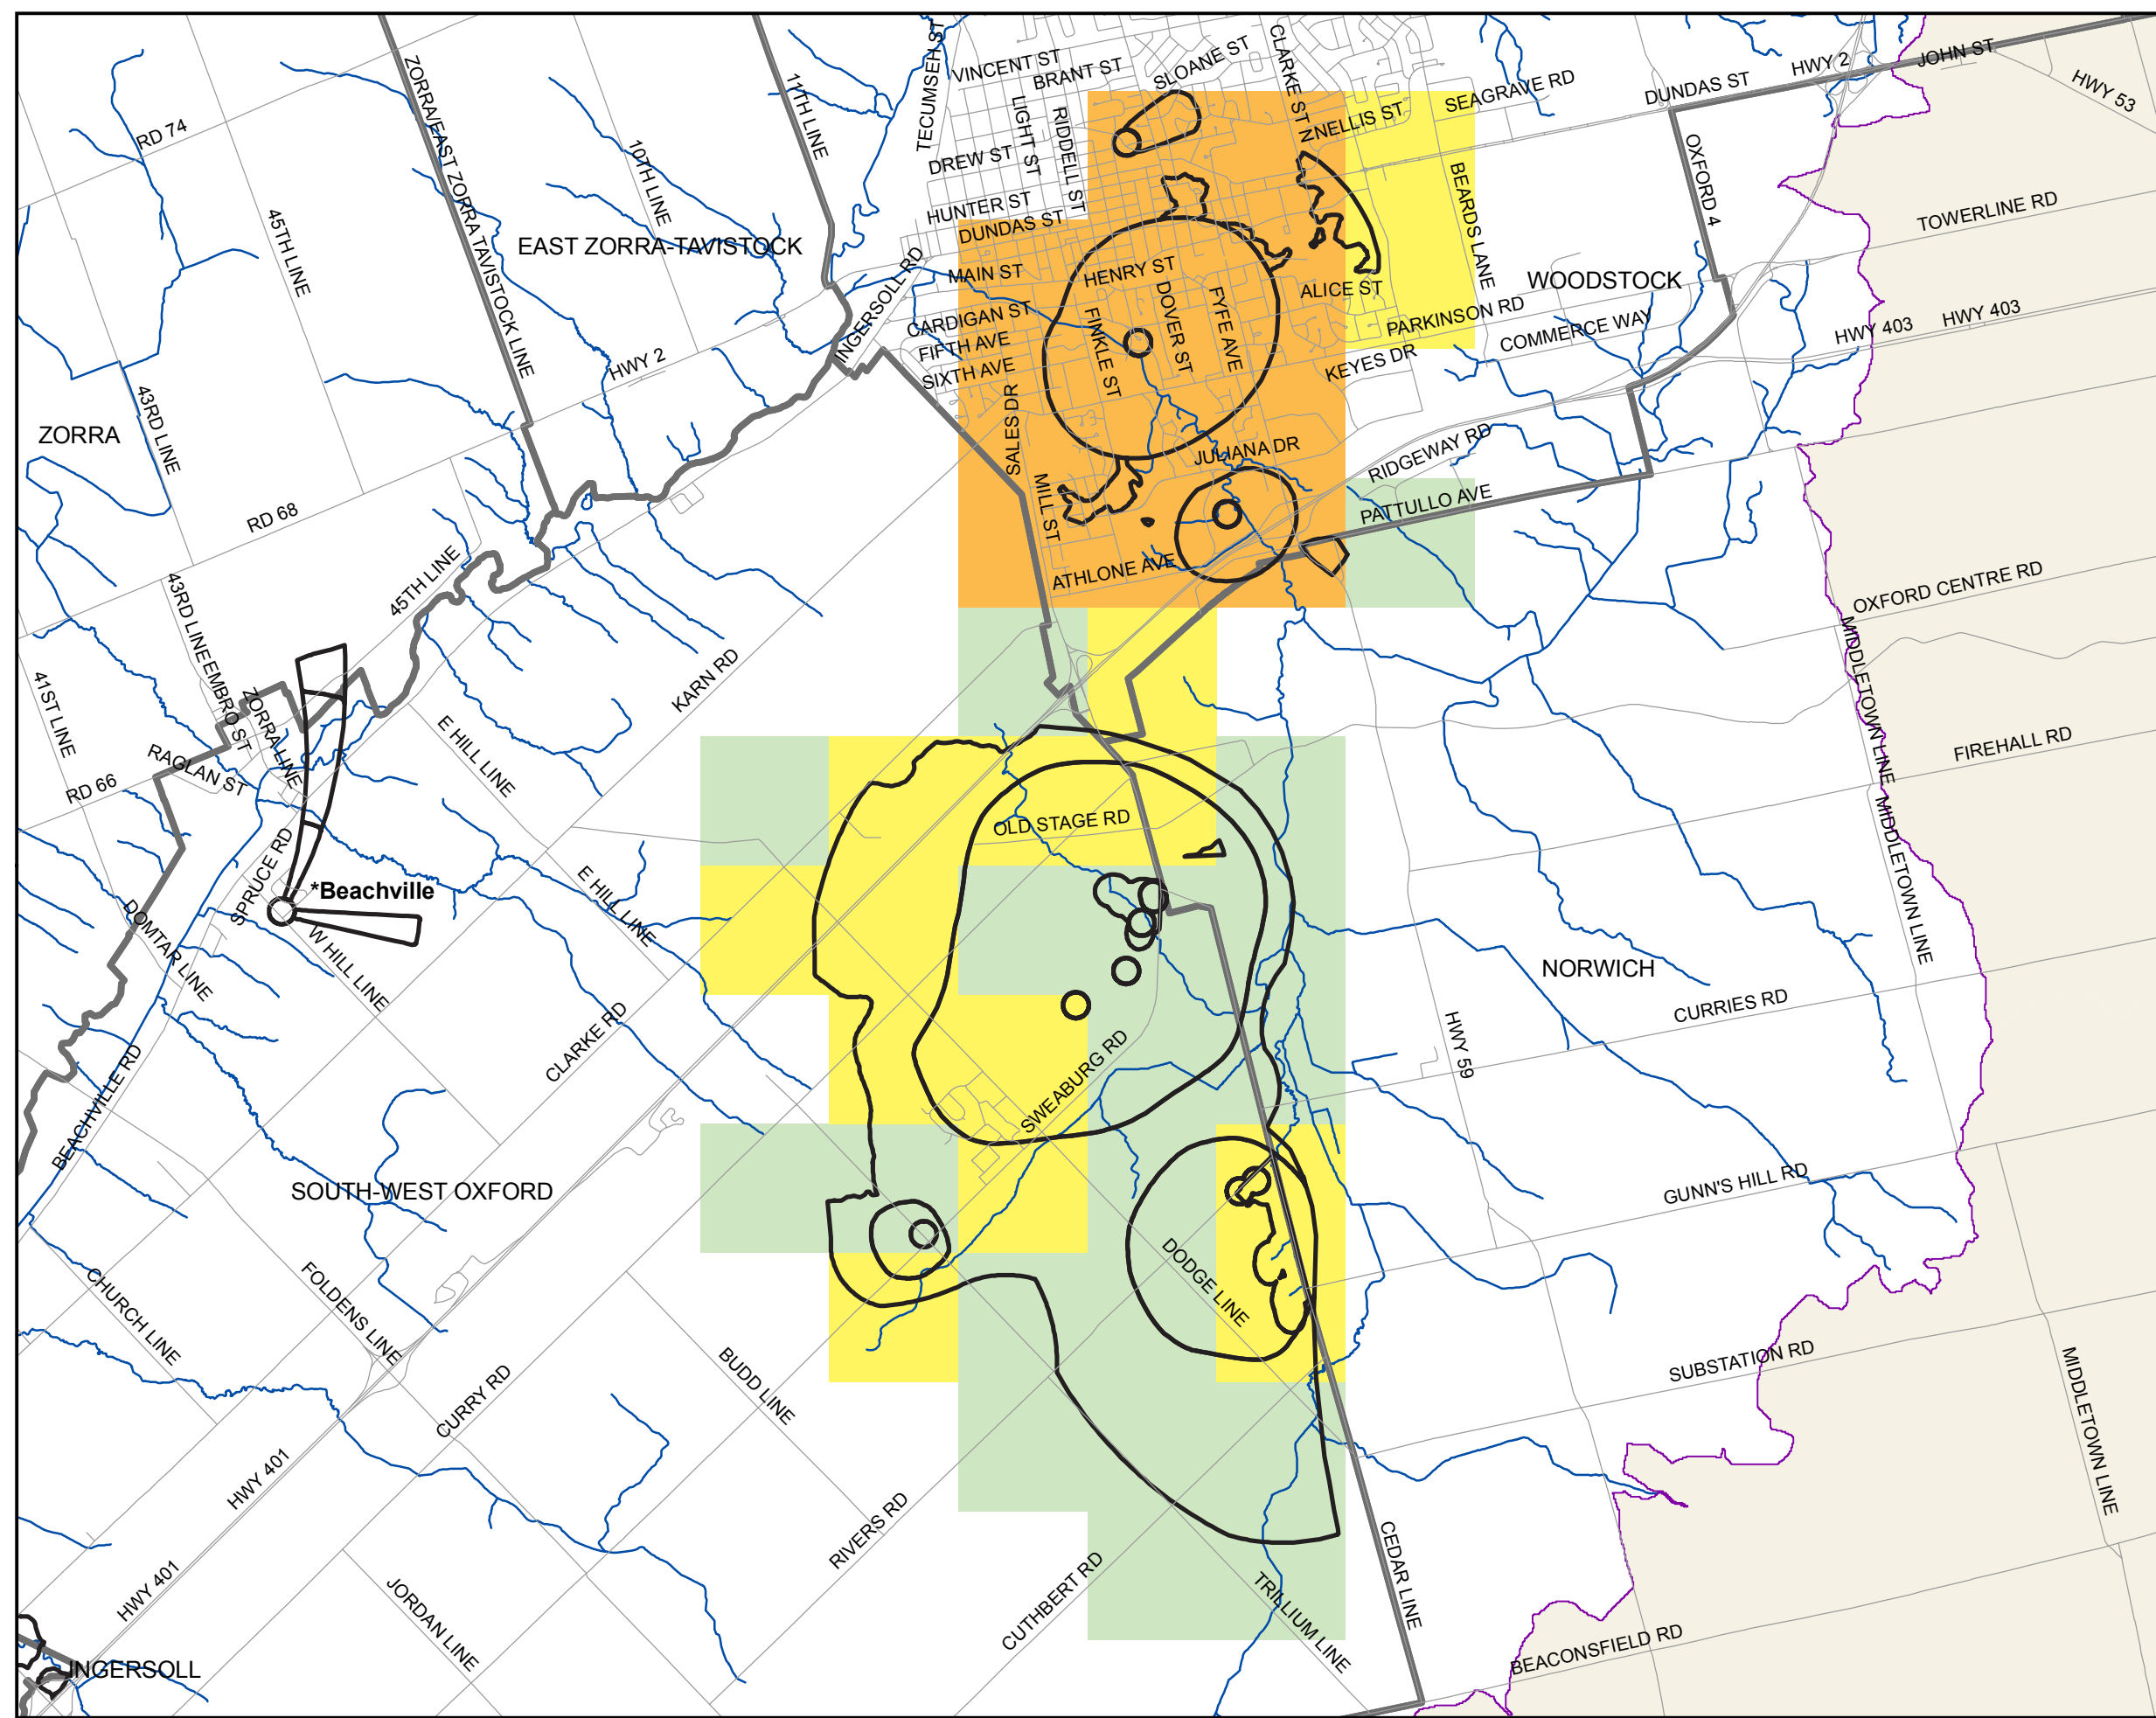 TECUMSEH ST
VINCENT ST
BRANT ST
SLOANE ST
CLARKE ST N
NELLIS ST
SEAGRAVE RD
DUNDAS ST
HWY 2
JOHN ST
HWY 53
ZORRA/EAST ZORRA TAVISTOCK LINE
11TH LINE
RD 74
10TH LINE
LIGHT ST
RIDDELL ST
DREW ST
OXFORD 4
BEARDS LANE
HUNTER ST
DUNDAS ST
TOWERLINE RD
45TH LINE
EAST ZORRA-TAVISTOCK
INGERSOLL RD
MAIN ST
HENRY ST
DOVER ST
FYFE AVE
ALICE ST
WOODSTOCK
CARDIGAN ST
FINKLE ST
PARKINSON RD
COMMERCE WAY
HWY 403
HWY 403
FIFTH AVE
SIXTH AVE
KEYES DR
HWY 2
43RD LINE
ZORRA
SALES DR
JULIANA DR
RIDGEWAY RD
MILL ST
PATTULLO AVE
RD 68
45TH LINE
ATHLONE AVE
OXFORD CENTRE RD
43RD LINE
EMBRO ST
ZORRA LINE
41ST LINE
KARN RD
MIDDLETOWN LINE
E HILL LINE
FIREHALL RD
RAGLAN ST
RD 66
OLD STAGE RD
MIDDLETOWN LINE
SPRUCE RD
*Beachville
E HILL LINE
DOMTAR LINE
W HILL LINE
NORWICH
CURRIES RD
CLARKE RD
HWY 59
SWEABURG RD
BEACHVILLE RD
SOUTH-WEST OXFORD
GUNN'S HILL RD
DODGE LINE
CHURCH LINE
FOLDENS LINE
SUBSTATION RD
BUDD LINE
CURRY RD
MIDDLETOWN LINE
HWY 401
RIVERS RD
CEDAR LINE
HWY 401
JORDAN LINE
CUTHBERT RD
TRILLIUM LINE
BEACONSFIELD RD
INGERSOLL